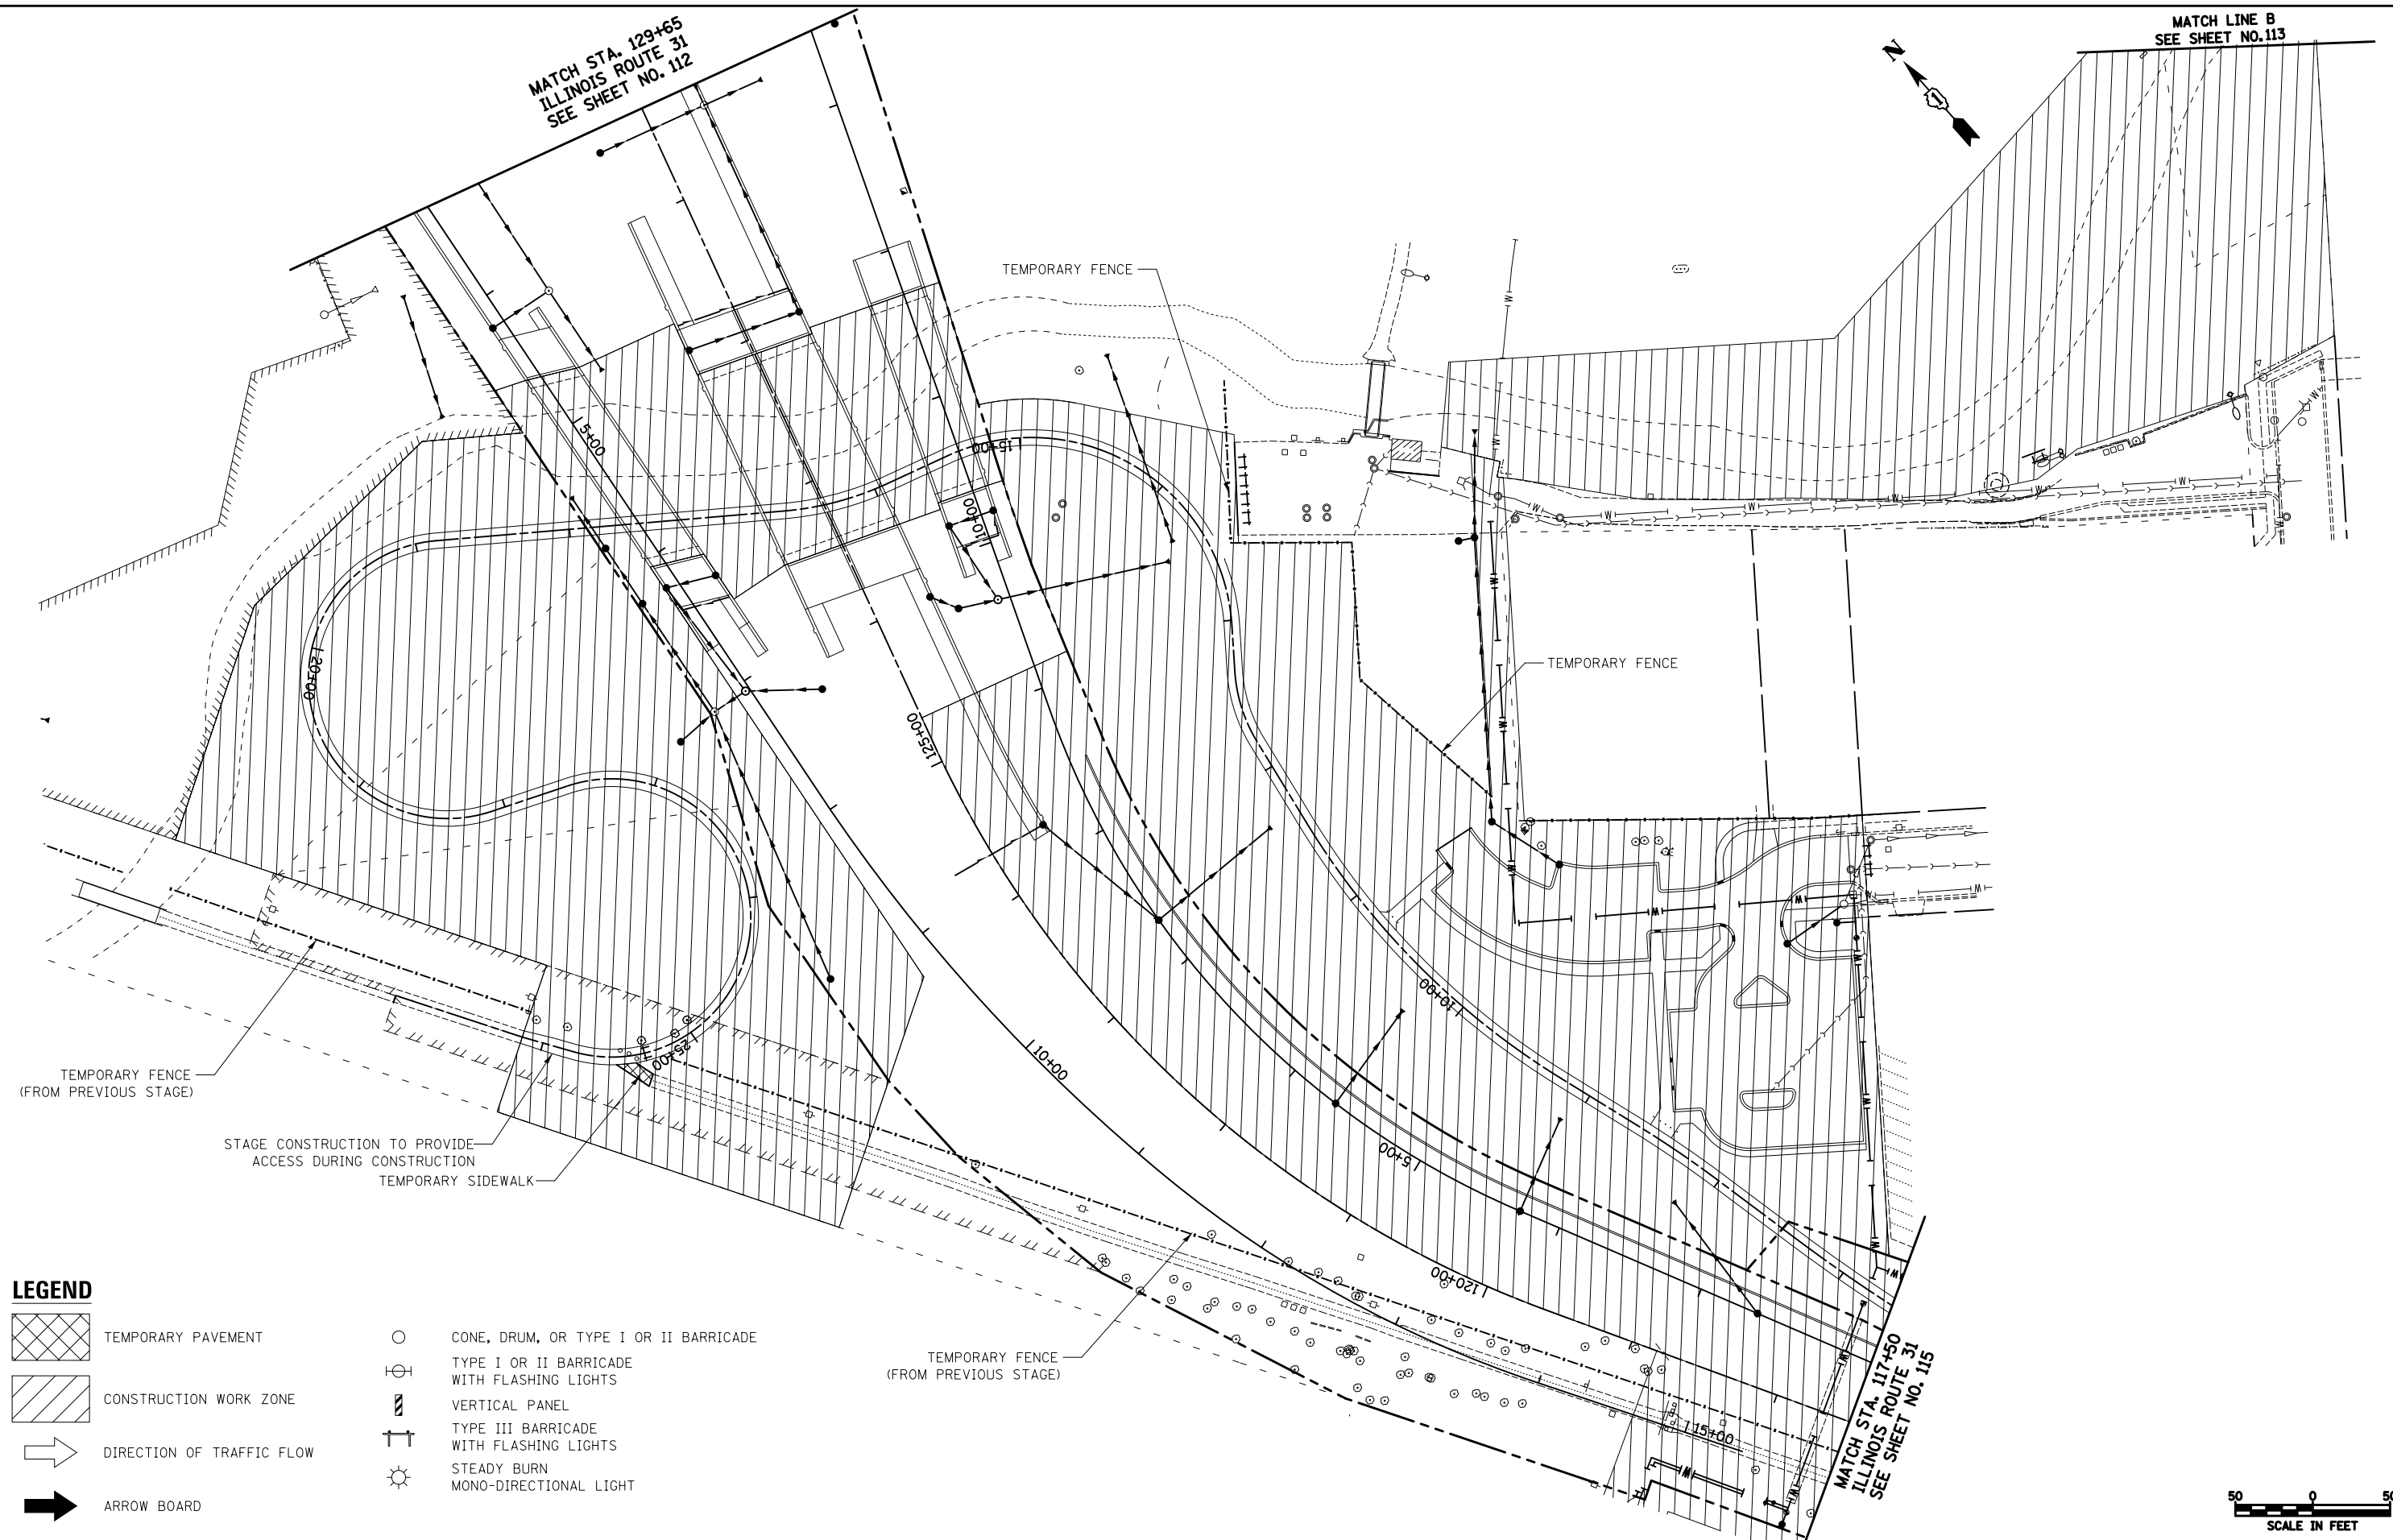 MATCH STA. 129+65
ILLINOIS ROUTE 31
SEE SHEET NO. 112
MATCH LINE B
SEE SHEET NO.113
N
1
TEMPORARY FENCE
5+00
15+00
10+00
W
W
W
W
W
W
W
W
TEMPORARY FENCE
20+00
125+00
W
W
W
10+00
10+00
25+00
TEMPORARY FENCE
(FROM PREVIOUS STAGE)
STAGE CONSTRUCTION TO PROVIDE
ACCESS DURING CONSTRUCTION
TEMPORARY SIDEWALK
5+00
120+00
15+00
TEMPORARY FENCE
(FROM PREVIOUS STAGE)
MATCH STA. 117+50
ILLINOIS ROUTE 31
SEE SHEET NO. 115
LEGEND
TEMPORARY PAVEMENT
CONSTRUCTION WORK ZONE
DIRECTION OF TRAFFIC FLOW
ARROW BOARD
CONE, DRUM, OR TYPE I OR II BARRICADE
TYPE I OR II BARRICADE
WITH FLASHING LIGHTS
VERTICAL PANEL
TYPE III BARRICADE
WITH FLASHING LIGHTS
STEADY BURN
MONO-DIRECTIONAL LIGHT
50 0 50
SCALE IN FEET